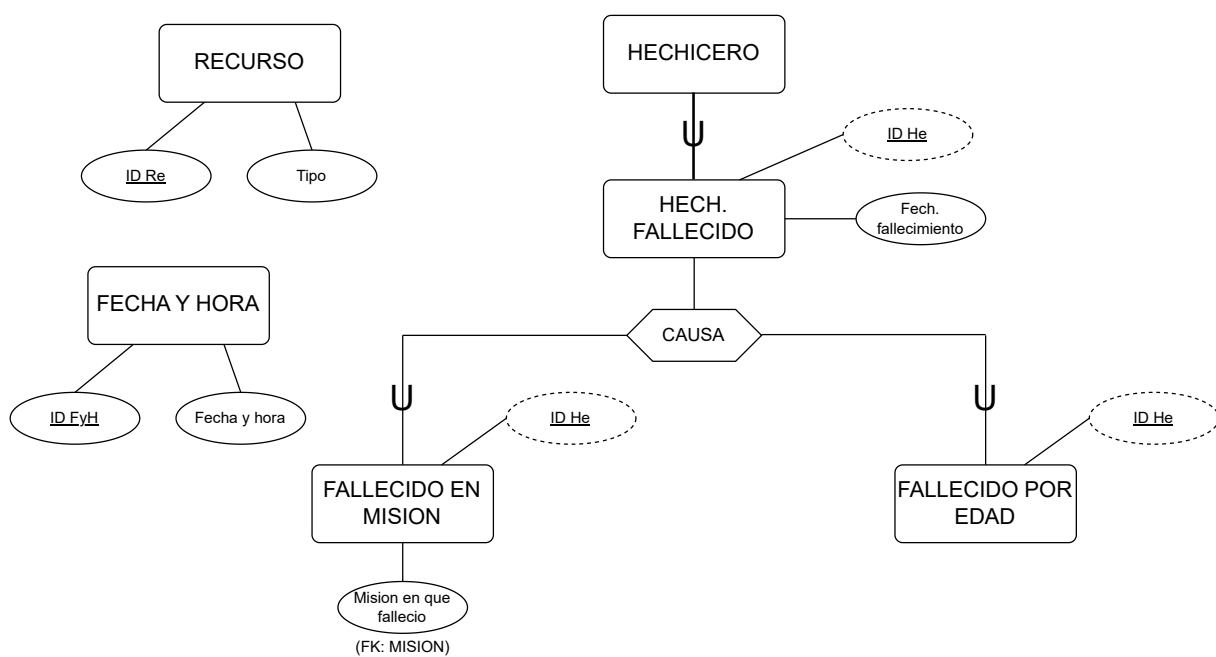 RECURSO
ID Re
Tipo
HECHICERO
ID He
HECH.
FALLECIDO
Fech.
fallecimiento
FECHA Y HORA
ID FyH
Fecha y hora
CAUSA
ID He
FALLECIDO EN
MISION
Mision en que
fallecio
(FK: MISION)
ID He
FALLECIDO POR
EDAD